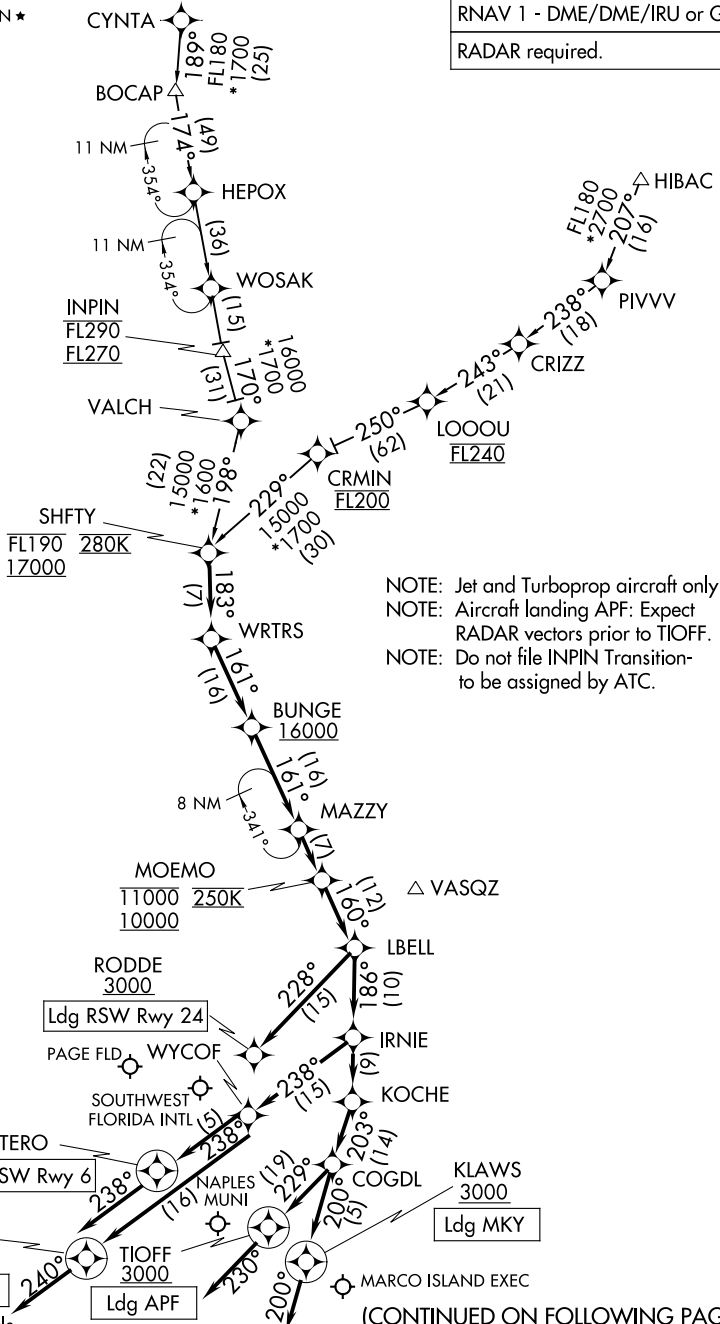 N ★
CYNTA
RNAV 1 - DME/DME/IRU or G
RADAR required.
189°
FL180
*1700
(25)
BOCAP
(49)
174°
11 NM
354°
HEPOX
HIBAC
FL180
*2700
207°
(16)
(36)
11 NM
354°
WOSAK
PIVVV
238°
(18)
INPIN
FL290
FL270
(15)
CRIZZ
16000
*1700
170°
(31)
243°
(21)
VALCH
LOOOU
FL240
250°
(62)
CRMIN
FL200
(22)
15000
*1600
198°
229°
15000
*1700
(30)
SHFTY
FL190 280K
17000
183°
(7)
NOTE: Jet and Turboprop aircraft only
NOTE: Aircraft landing APF: Expect
RADAR vectors prior to TIOFF.
NOTE: Do not file INPIN Transition-
to be assigned by ATC.
WRTRS
161°
(16)
BUNGE
16000
(16)
161°
8 NM
341°
MAZZY
(7)
MOEMO
11000 250K
10000
(12)
160°
VASQZ
LBELL
RODDE
3000
228°
(15)
186°
(10)
Ldg RSW Rwy 24
IRNIE
PAGE FLD
WYCOF
238°
(15)
(9)
SOUTHWEST
FLORIDA INTL
KOCHE
(5)
238°
203°
(14)
TERO
SW Rwy 6
238°
(16)
NAPLES
MUNI
(19)
229°
COGDL
200°
(5)
KLAWS
3000
Ldg MKY
TIOFF
3000
240°
230°
Ldg APF
200°
MARCO ISLAND EXEC
(CONTINUED ON FOLLOWING PAG